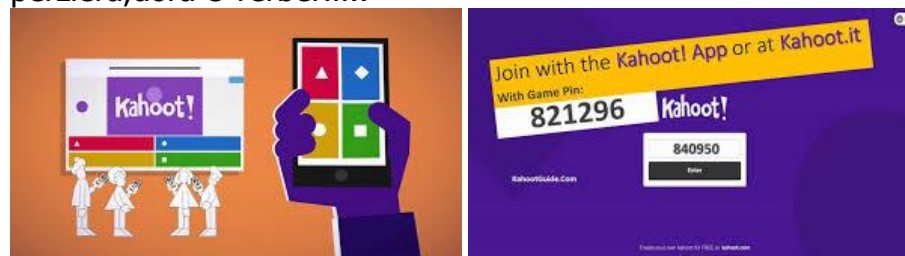 Kahoot!
Join with the Kahoot! App or at Kahoot.it
With Game Pin:
821296
Kahoot!
840950
Enter
KahootGuide.Com